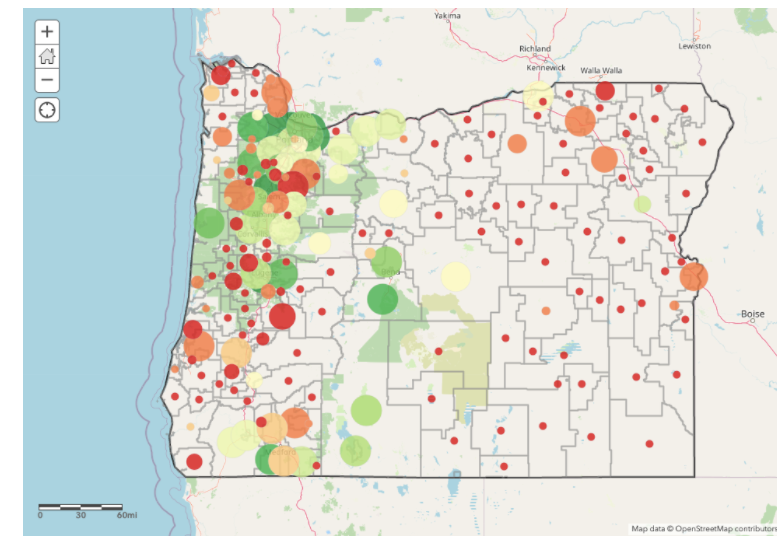 Yakima
+
Richland
Kennewick
Walla Walla
Lewiston
−
Boise
0 30 60mi
Map data © OpenStreetMap contributors